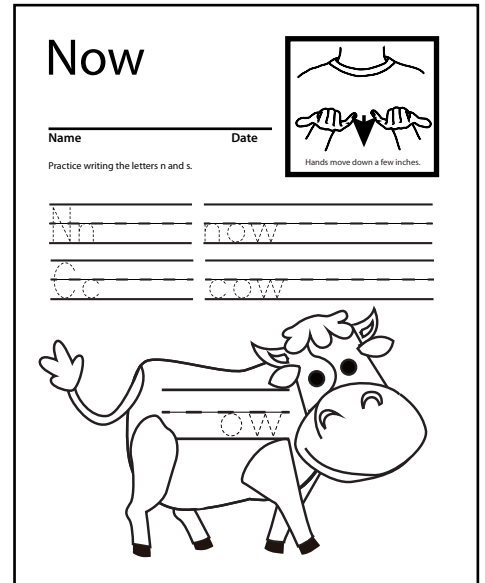 Now
Name Date
Practice writing the letters n and s.
Hands move down a few inches.
Nn now
Cc cow
ow